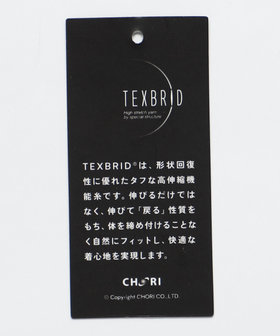 TEXBRID
High stretch yarn
by special structure
TEXBRID®は、形状回復
性に優れたタフな高伸縮機
能糸です。伸びるだけでは
なく、伸びて「戻る」性質を
もち、体を締め付けることな
く自然にフィットし、快適な
着心地を実現します。
CHORI
© Copyright CHORI CO., LTD.